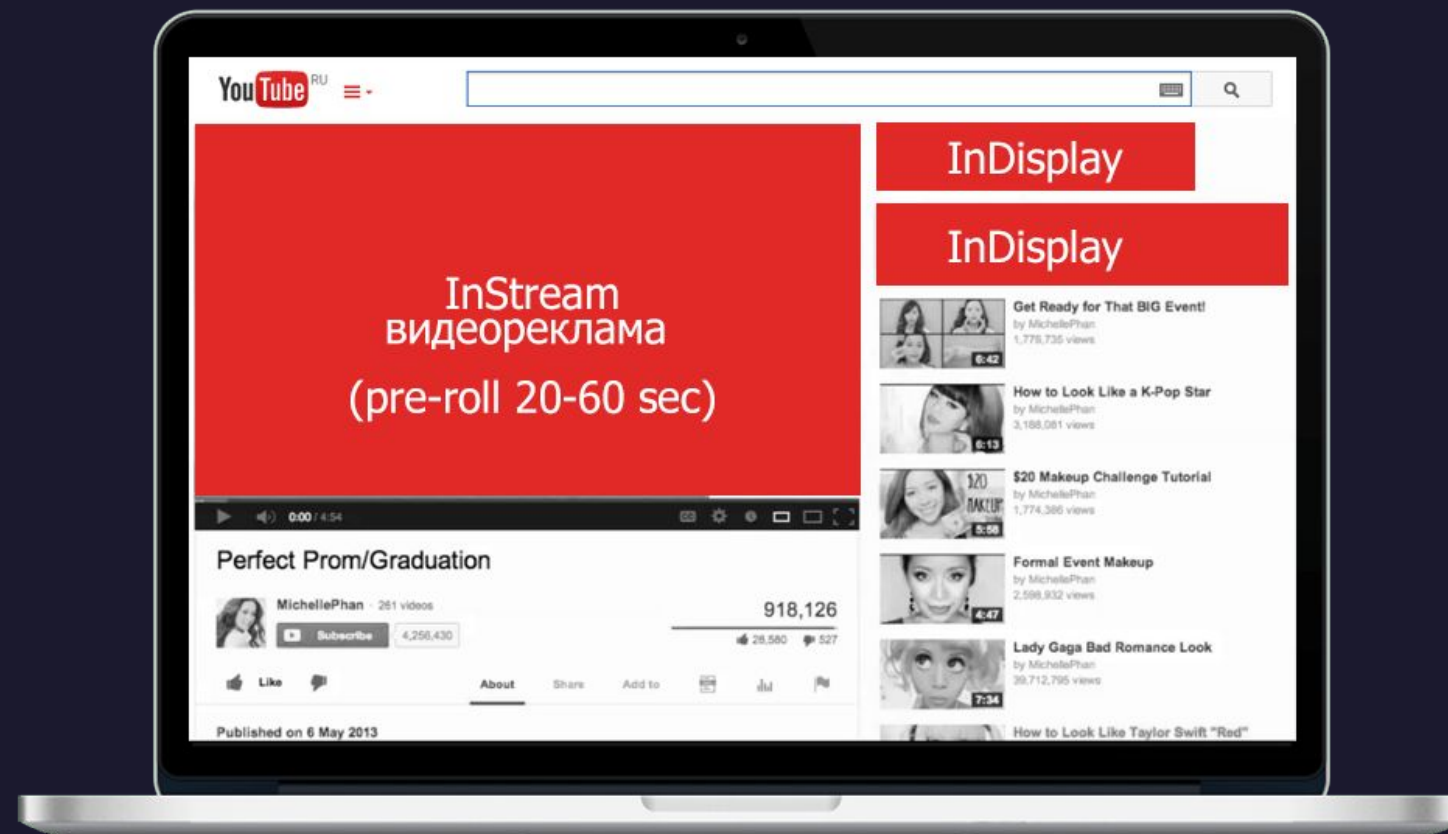 YouTube RU
InDisplay
InDisplay
InStream
видеореклама
(pre-roll 20-60 sec)
0:00 / 4:54
Perfect Prom/Graduation
MichellePhan · 261 videos
Subscribe 4,256,430
918,126
28,580 527
Like
About Share Add to
Published on 6 May 2013
Get Ready for That BIG Event!
by MichellePhan
1,778,735 views
6:42
How to Look Like a K-Pop Star
by MichellePhan
3,188,081 views
6:13
$20 Makeup Challenge Tutorial
by MichellePhan
1,774,386 views
$20
MAKEUP
5:58
Formal Event Makeup
by MichellePhan
2,598,932 views
4:47
Lady Gaga Bad Romance Look
by MichellePhan
39,712,795 views
7:34
How to Look Like Taylor Swift "Red"